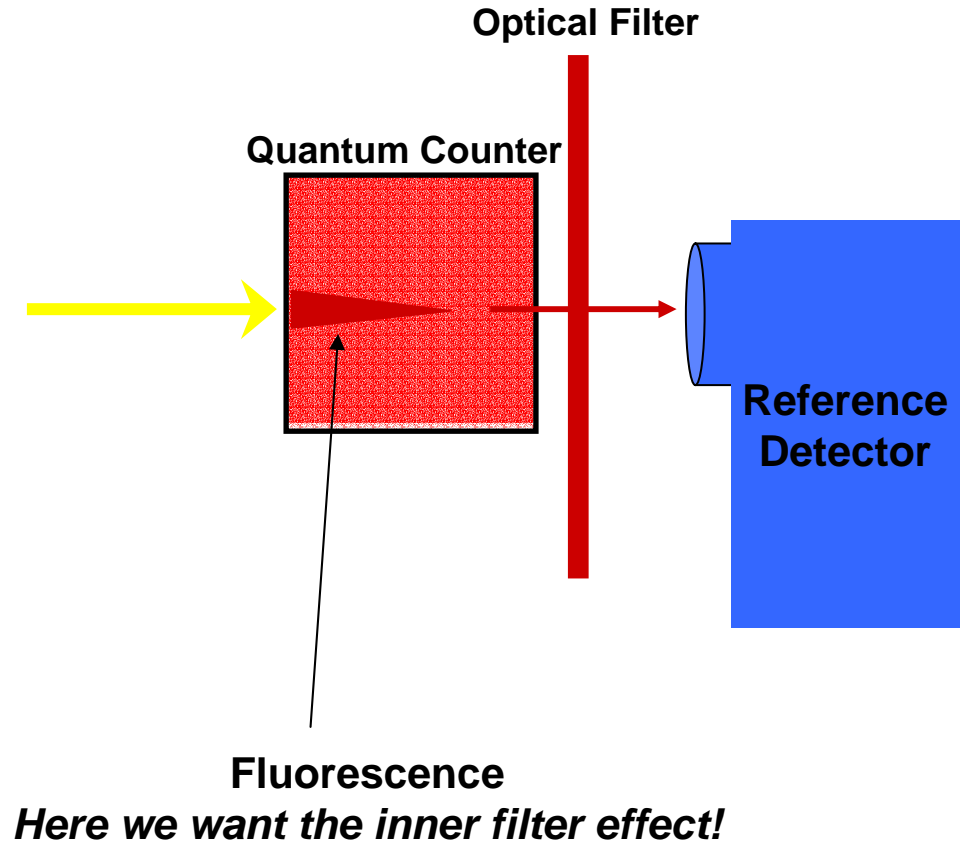 Optical Filter
Quantum Counter
Reference
Detector
Fluorescence
Here we want the inner filter effect!